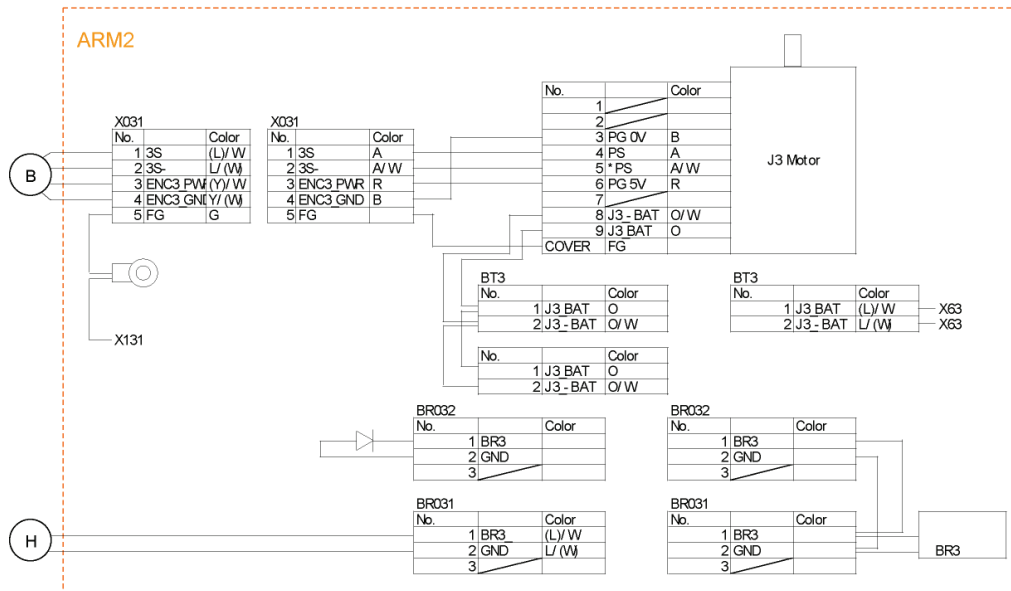 ARM2
No. Color
1
2
3 PG 0V B
4 PS A
5 * PS A/W
6 PG 5V R
7
8 J3 - BAT O/W
9 J3_BAT O
COVER FG
J3 Motor
X031
No. Color
1 3S (L)/W
2 3S- L/(W)
3 ENC3_PWR (Y)/W
4 ENC3_GND Y/(W)
5 FG G
X031
No. Color
1 3S A
2 3S- A/W
3 ENC3_PWR R
4 ENC3_GND B
5 FG
B
X131
BT3
No. Color
1 J3_BAT O
2 J3 - BAT O/W
No. Color
1 J3_BAT O
2 J3 - BAT O/W
BT3
No. Color
1 J3_BAT (L)/W X63
2 J3 - BAT L/(W) X63
BR032
No. Color
1 BR3
2 GND
3
BR032
No. Color
1 BR3
2 GND
3
BR031
No. Color
1 BR3_ (L)/W
2 GND L/(W)
3
BR031
No. Color
1 BR3
2 GND
3
BR3
H